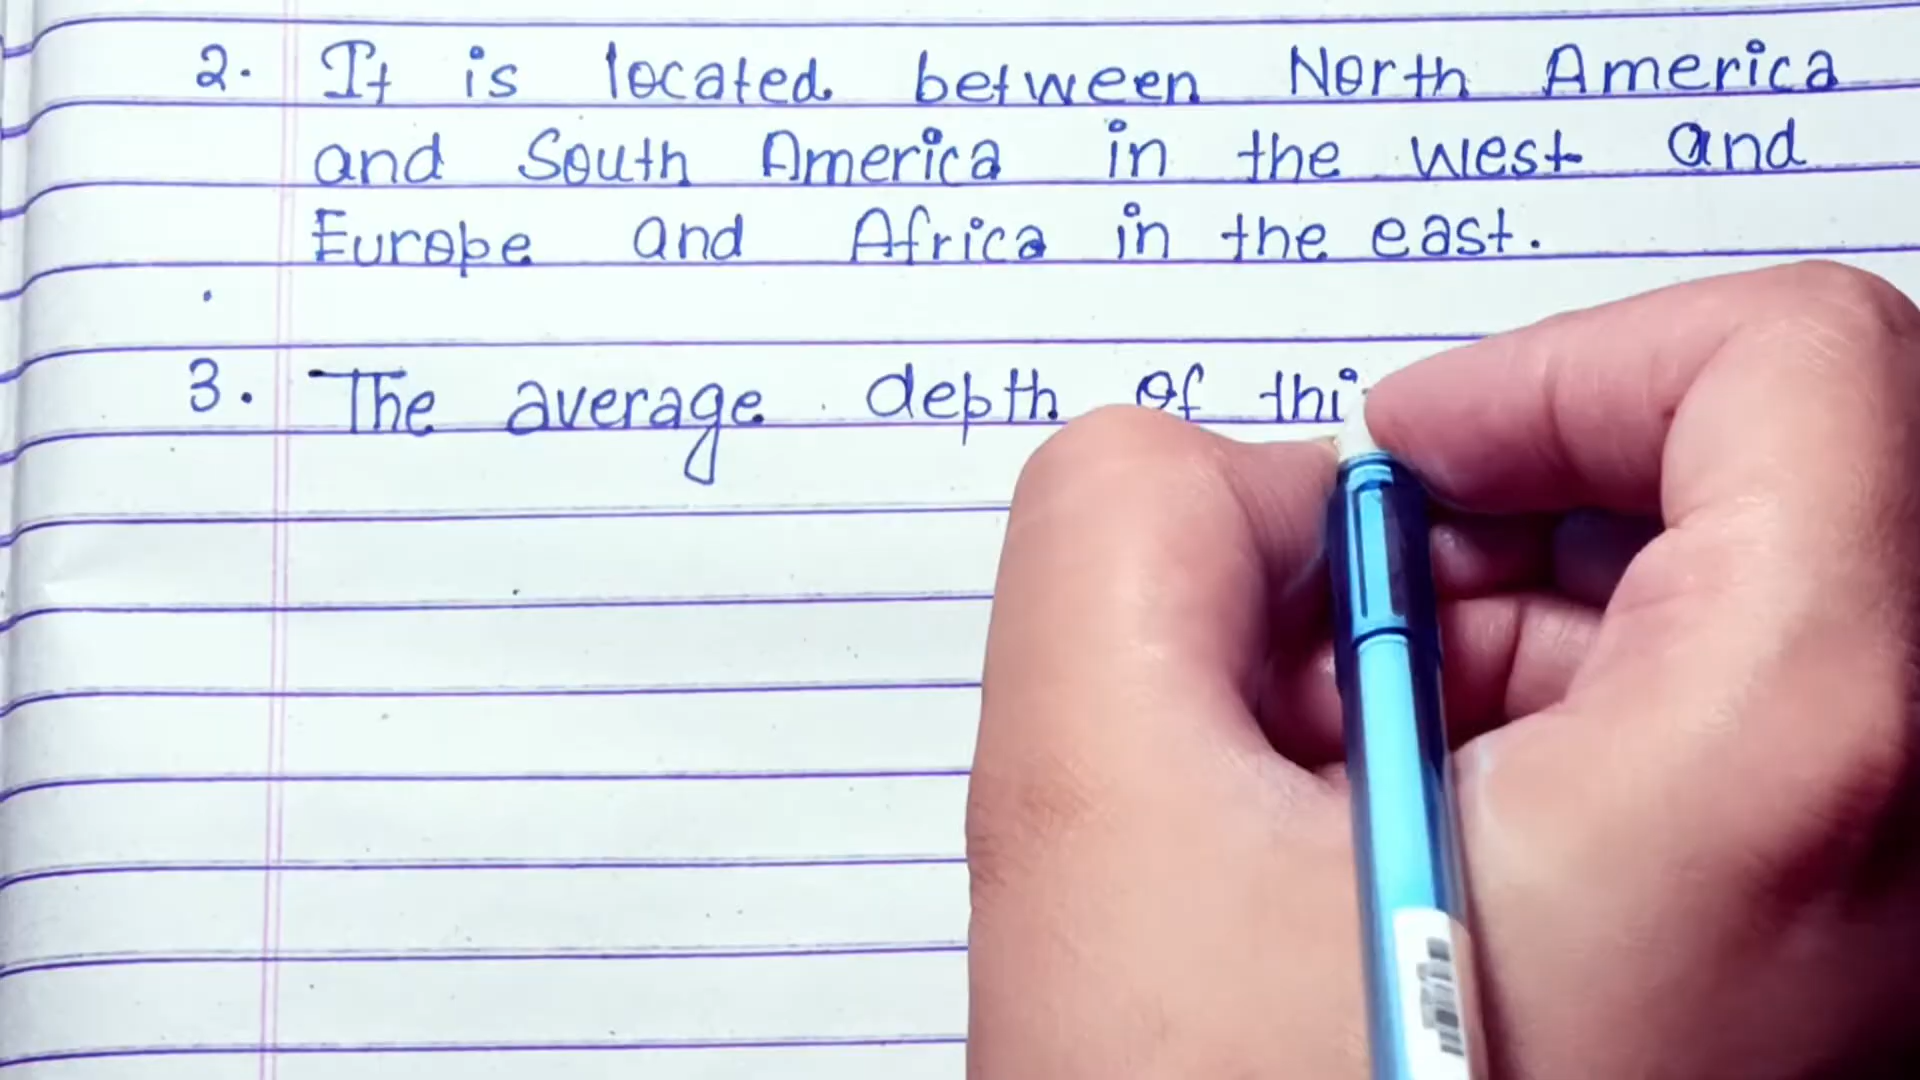 2. It is located between North America
and South America in the west and
Europe and Africa in the east.
3. The average depth of thi